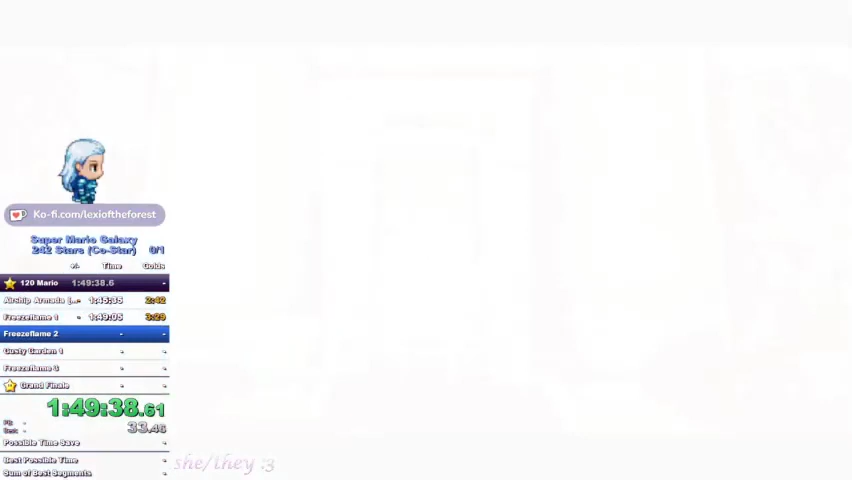 Ko-fi.com/lexioftheforest
Super Mario Galaxy
242 Stars (Co-Star) 0/1
+/- Time Golds
120 Mario 1:49:38.6 -
Airship Armada [... - 1:45:35 2:42
Freezeflame 1 - 1:49:05 3:29
Freezeflame 2 - -
Gusty Garden 1 - -
Freezeflame 3 - -
Grand Finale - -
1:49:38.61
PB: -
Best: -
33.46
Possible Time Save -
Best Possible Time -
Sum of Best Segments -
she/they :3